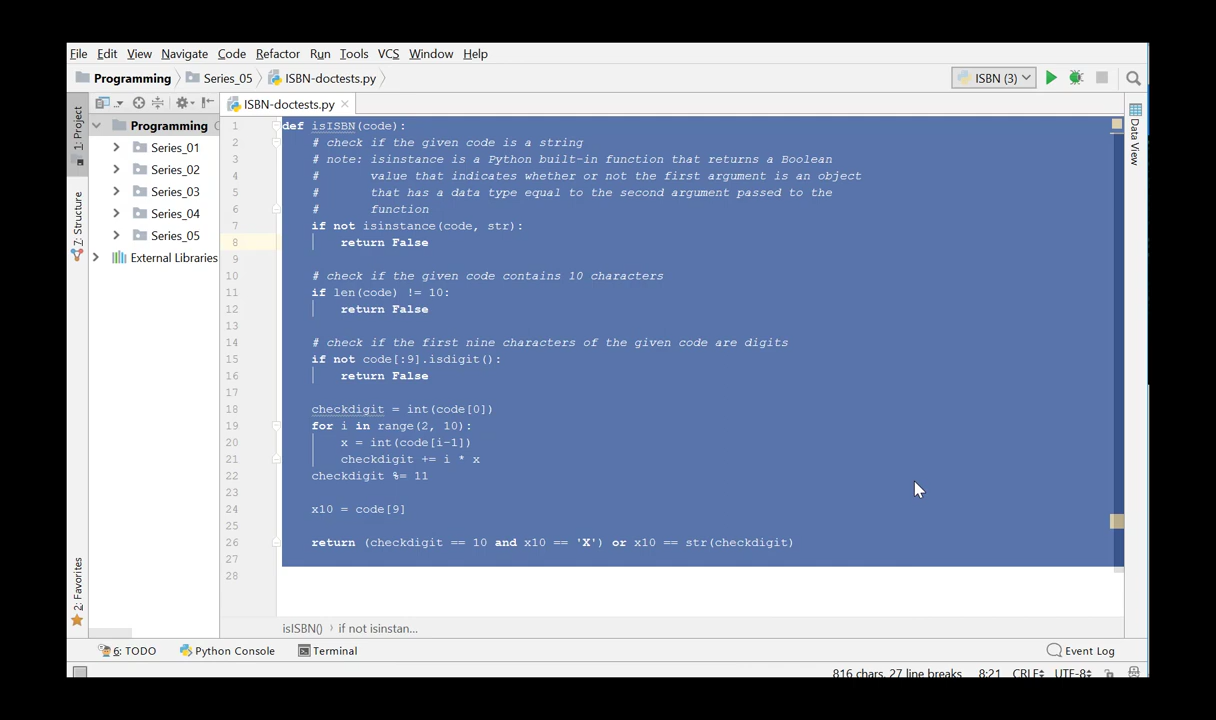 File Edit View Navigate Code Refactor Run Tools VCS Window Help
Programming Series_05 ISBN-doctests.py ISBN (3)
ISBN-doctests.py
1: Project
7: Structure
2: Favorites
Programming
Series_01
Series_02
Series_03
Series_04
Series_05
External Libraries
1 def isISBN(code):
2 # check if the given code is a string
3 # note: isinstance is a Python built-in function that returns a Boolean
4 # value that indicates whether or not the first argument is an object
5 # that has a data type equal to the second argument passed to the
6 # function
7 if not isinstance(code, str):
8 return False
9
10 # check if the given code contains 10 characters
11 if len(code) != 10:
12 return False
13
14 # check if the first nine characters of the given code are digits
15 if not code[:9].isdigit():
16 return False
17
18 checkdigit = int(code[0])
19 for i in range(2, 10):
20 x = int(code[i-1])
21 checkdigit += i * x
22 checkdigit %= 11
23
24 x10 = code[9]
25
26 return (checkdigit == 10 and x10 == 'X') or x10 == str(checkdigit)
27
28
Data View
isISBN() › if not isinstan...
6: TODO Python Console Terminal Event Log
816 chars, 27 line breaks 8:21 CRLF UTF-8